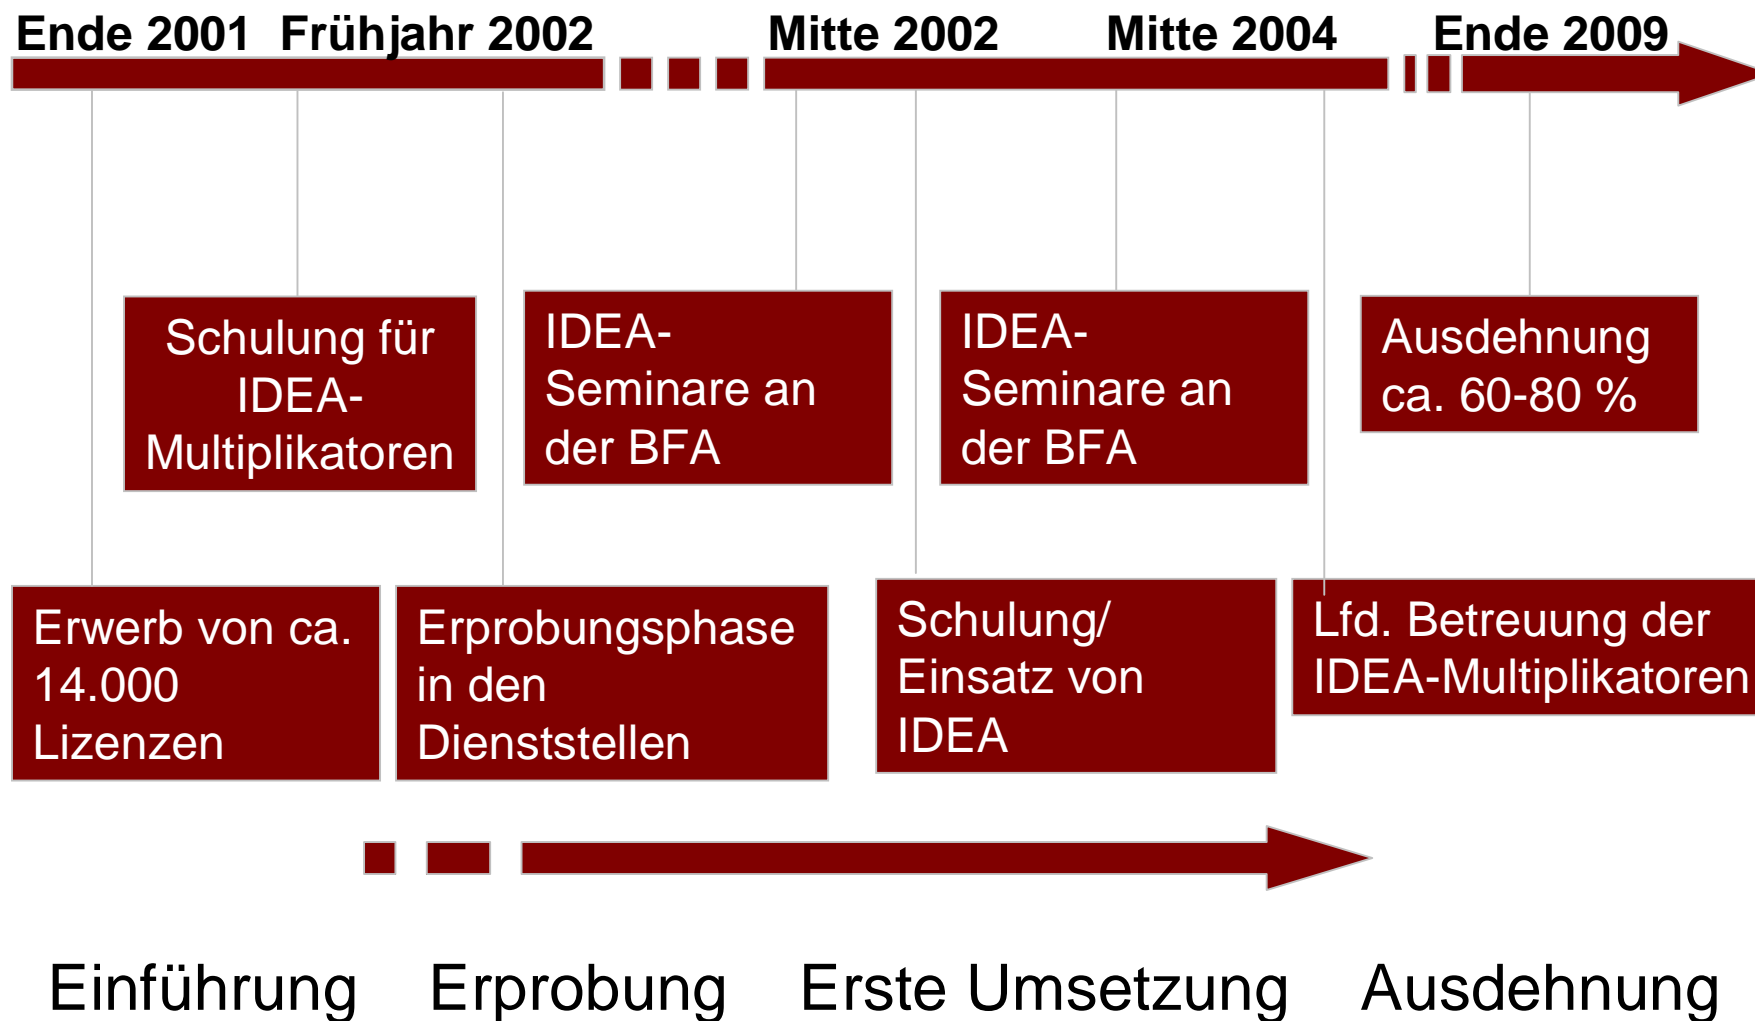 Ende 2001 Frühjahr 2002 Mitte 2002 Mitte 2004 Ende 2009
Schulung für
IDEA-
Multiplikatoren
IDEA-
Seminare an
der BFA
IDEA-
Seminare an
der BFA
Ausdehnung
ca. 60-80 %
Erwerb von ca.
14.000
Lizenzen
Erprobungsphase
in den
Dienststellen
Schulung/
Einsatz von
IDEA
Lfd. Betreuung der
IDEA-Multiplikatoren
Einführung Erprobung Erste Umsetzung Ausdehnung